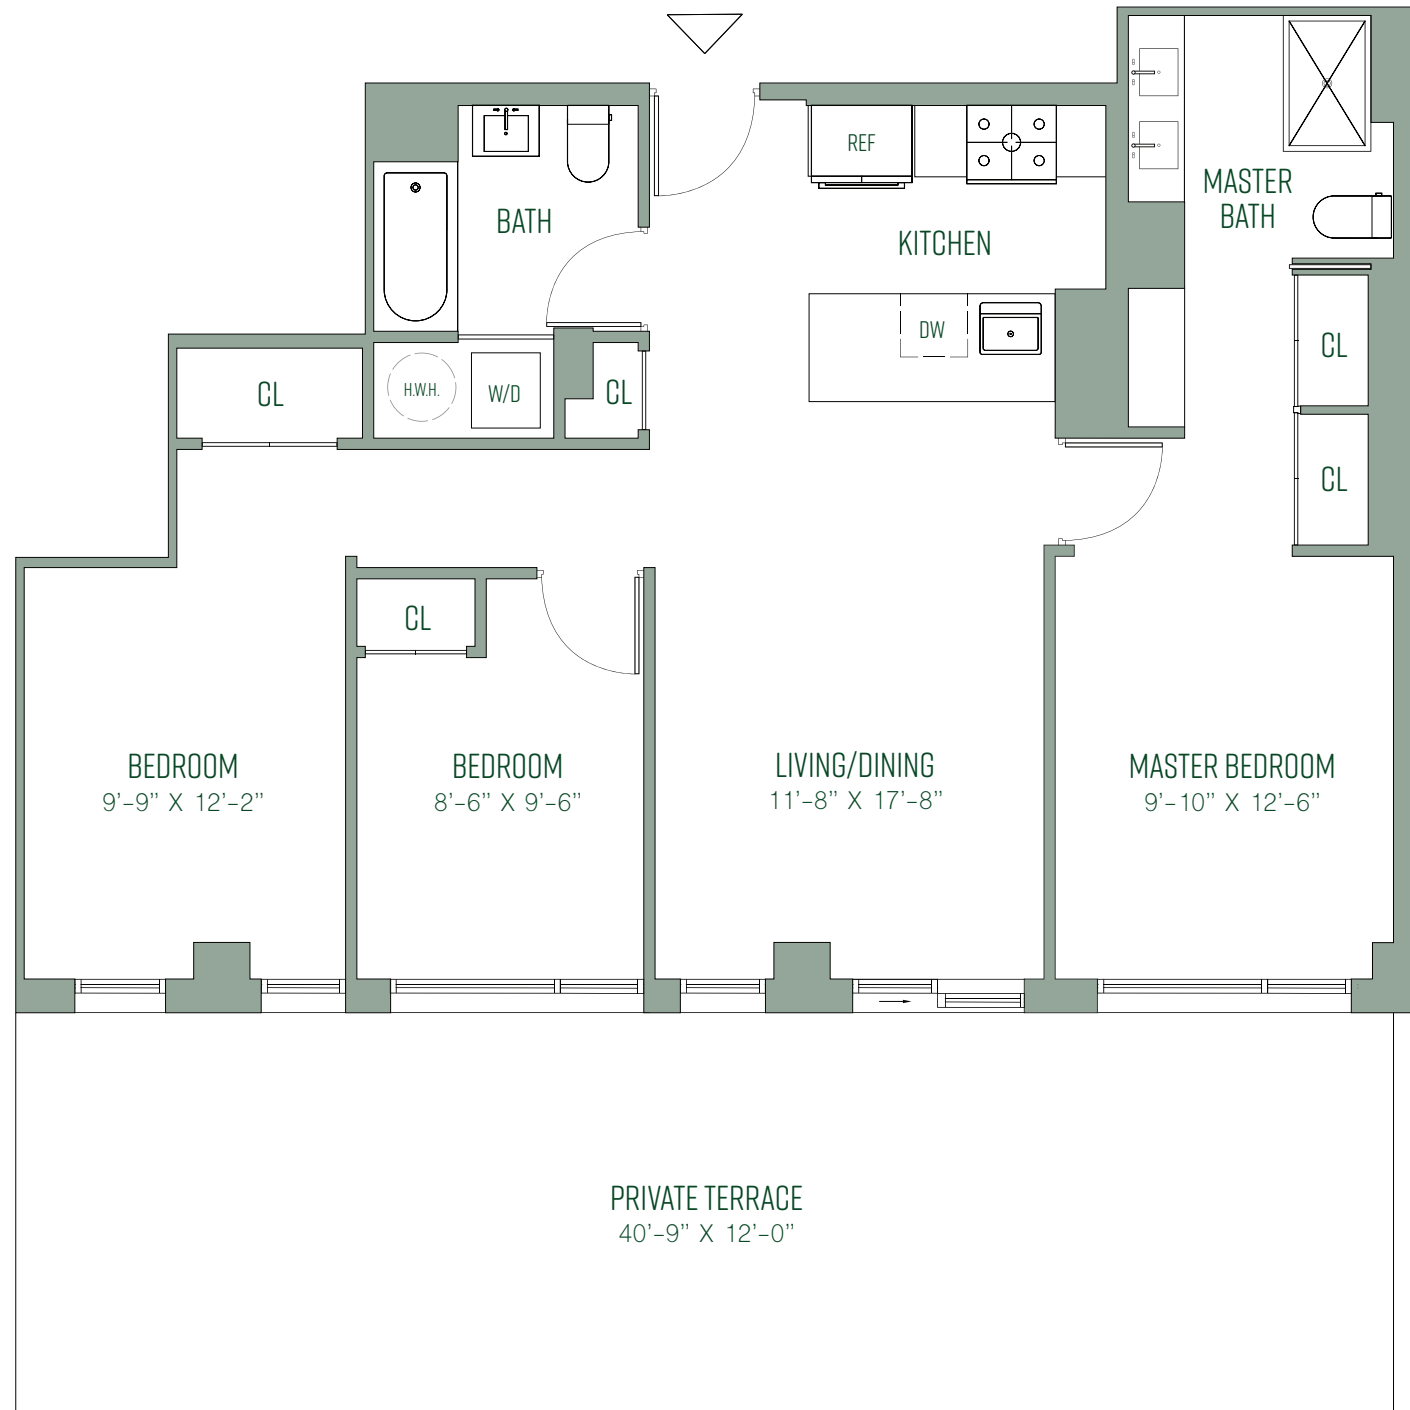 REF
MASTER
BATH
BATH
KITCHEN
DW
CL
CL
H.W.H.
W/D
CL
CL
CL
BEDROOM
9’-9” X 12’-2”
BEDROOM
8’-6” X 9’-6”
LIVING/DINING
11’-8” X 17’-8”
MASTER BEDROOM
9’-10” X 12’-6”
PRIVATE TERRACE
40’-9” X 12’-0”